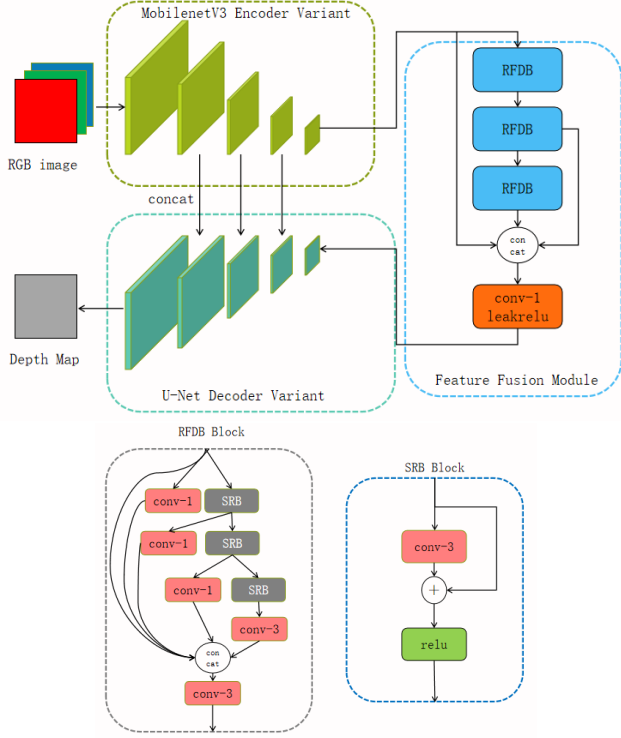 MobilenetV3 Encoder Variant
RGB image
concat
Depth Map
U-Net Decoder Variant
RFDB
RFDB
RFDB
con
cat
conv-1
leakrelu
Feature Fusion Module
RFDB Block
conv-1
SRB
conv-1
SRB
conv-1
SRB
conv-3
con
cat
conv-3
SRB Block
conv-3
+
relu